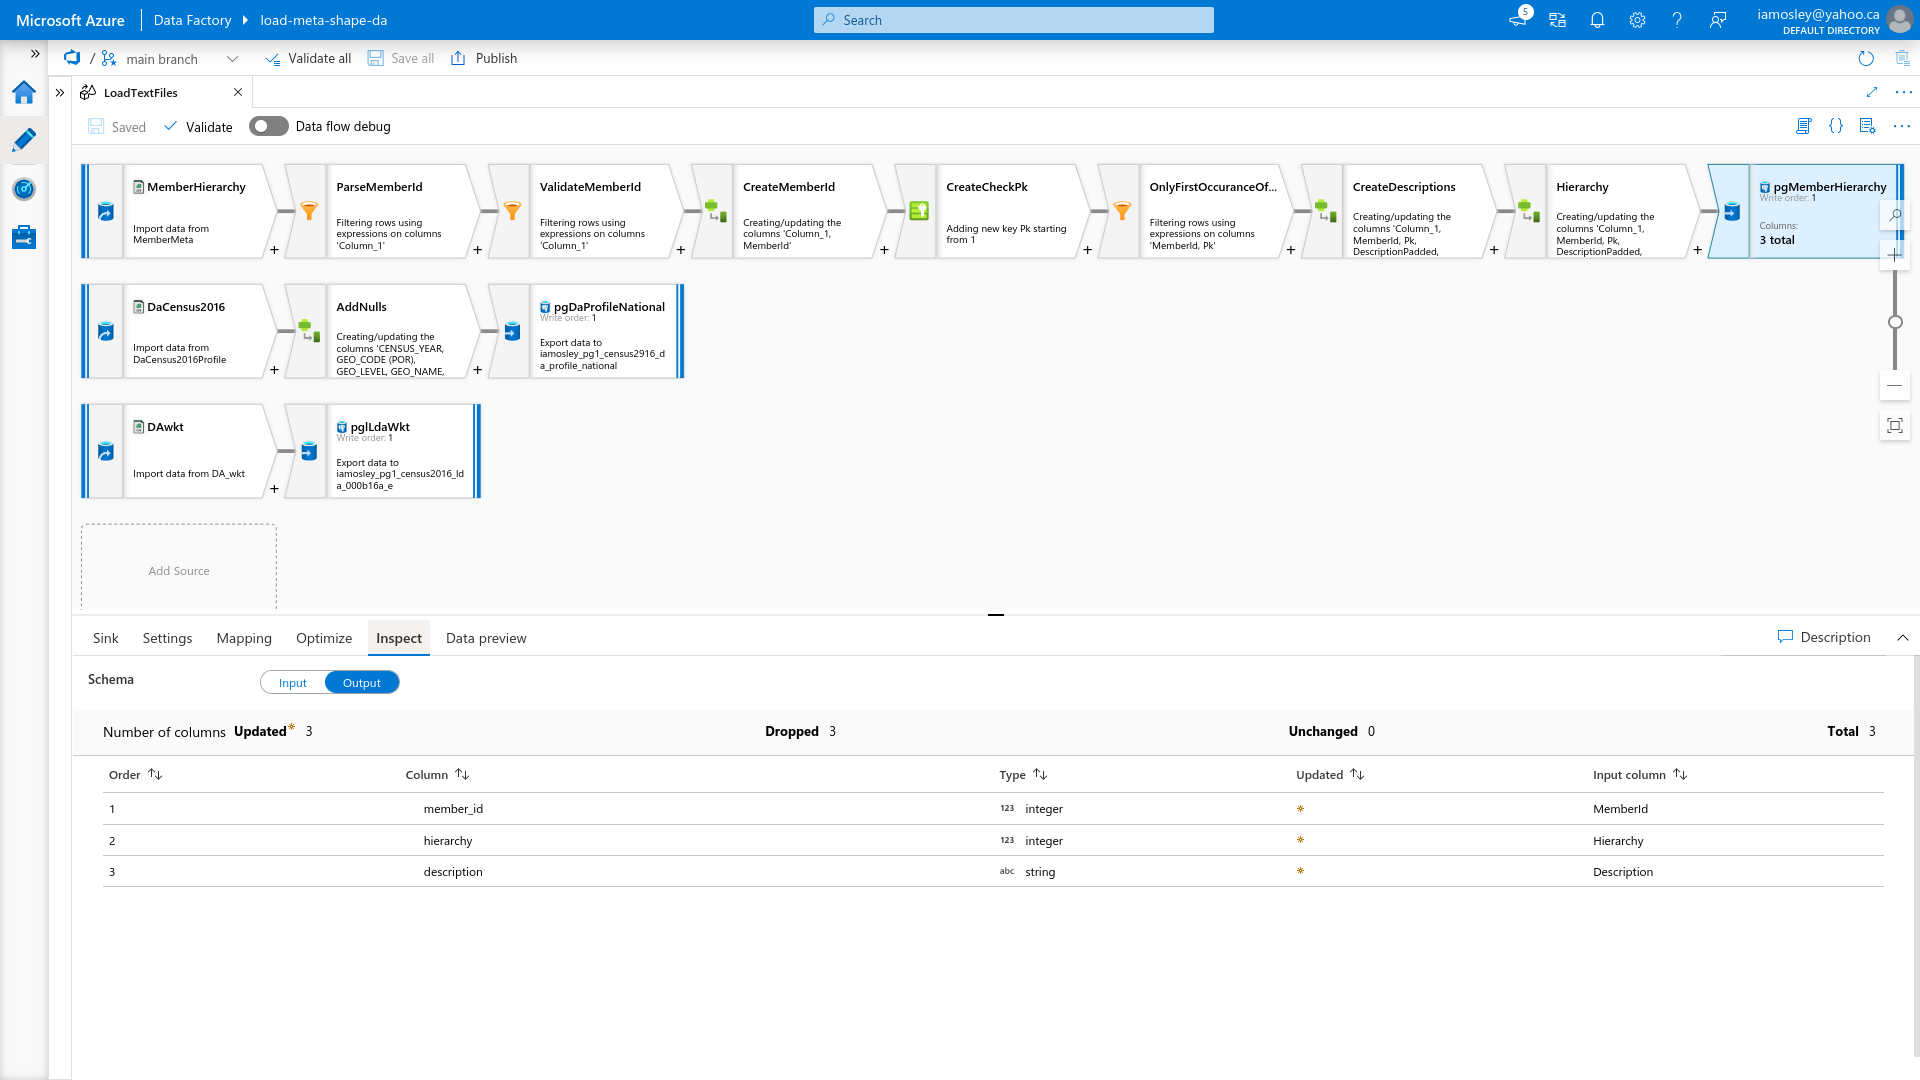 Microsoft Azure
Data Factory
load-meta-shape-da
Search
5
iamosley@yahoo.ca
DEFAULT DIRECTORY
/ main branch
Validate all
Save all
Publish
LoadTextFiles
Saved
Validate
Data flow debug
MemberHierarchy
Import data from
MemberMeta
+
ParseMemberId
Filtering rows using
expressions on columns
'Column_1'
+
ValidateMemberId
Filtering rows using
expressions on columns
'Column_1'
+
CreateMemberId
Creating/updating the
columns 'Column_1,
MemberId'
+
CreateCheckPk
Adding new key Pk starting
from 1
+
OnlyFirstOccuranceOf...
Filtering rows using
expressions on columns
'MemberId, Pk'
+
CreateDescriptions
Creating/updating the
columns 'Column_1,
MemberId, Pk,
DescriptionPadded,
+
Hierarchy
Creating/updating the
columns 'Column_1,
MemberId, Pk,
DescriptionPadded,
+
pgMemberHierarchy
Write order: 1
Columns:
3 total
DaCensus2016
Import data from
DaCensus2016Profile
+
AddNulls
Creating/updating the
columns 'CENSUS_YEAR,
GEO_CODE (POR),
GEO_LEVEL, GEO_NAME,
+
pgDaProfileNational
Write order: 1
Export data to
iamosley_pg1_census2916_d
a_profile_national
DAwkt
Import data from DA_wkt
+
pglLdaWkt
Write order: 1
Export data to
iamosley_pg1_census2016_ld
a_000b16a_e
Add Source
Sink
Settings
Mapping
Optimize
Inspect
Data preview
Description
Schema
Input
Output
Number of columns Updated* 3
Dropped 3
Unchanged 0
Total 3
Order
Column
Type
Updated
Input column
1 member_id 123 integer * MemberId
2 hierarchy 123 integer * Hierarchy
3 description abc string * Description